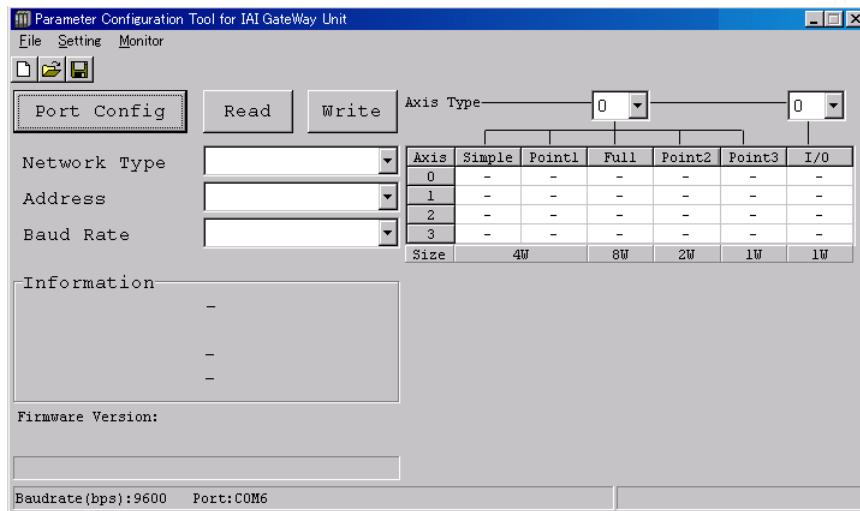 Parameter Configuration Tool for IAI GateWay Unit
File Setting Monitor
Port Config Read Write Axis Type 0 0
Network Type
Address
Baud Rate
Axis Simple Point1 Full Point2 Point3 I/O
0 - - - - - -
1 - - - - - -
2 - - - - - -
3 - - - - - -
Size 4W 8W 2W 1W 1W
Information
-
-
-
Firmware Version:
Baudrate(bps):9600 Port:COM6